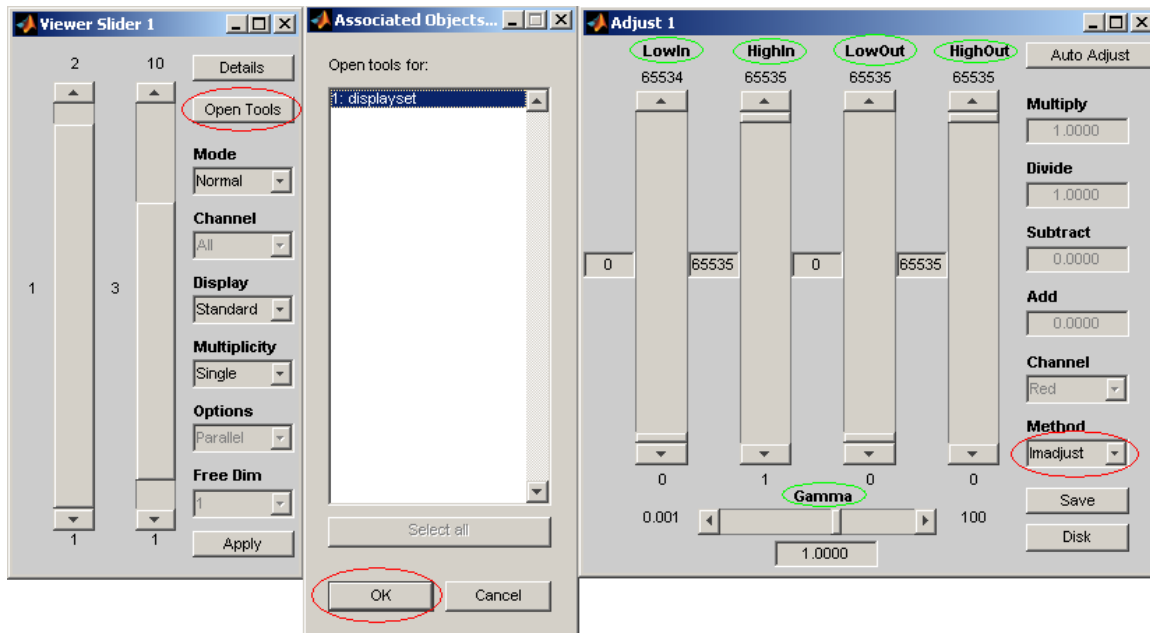 Viewer Slider 1
2
10
Details
Open Tools
Mode
Normal
Channel
All
Display
Standard
1
3
Multiplicity
Single
Options
Parallel
Free Dim
1
1
1
Apply
Associated Objects...
Open tools for:
1: displayset
Select all
OK
Cancel
Adjust 1
LowIn
HighIn
LowOut
HighOut
65534
65535
65535
65535
Auto Adjust
Multiply
1.0000
Divide
1.0000
Subtract
0.0000
0
65535
0
65535
Add
0.0000
Channel
Red
Method
Imadjust
0
1
0
0
Gamma
0.001
100
1.0000
Save
Disk